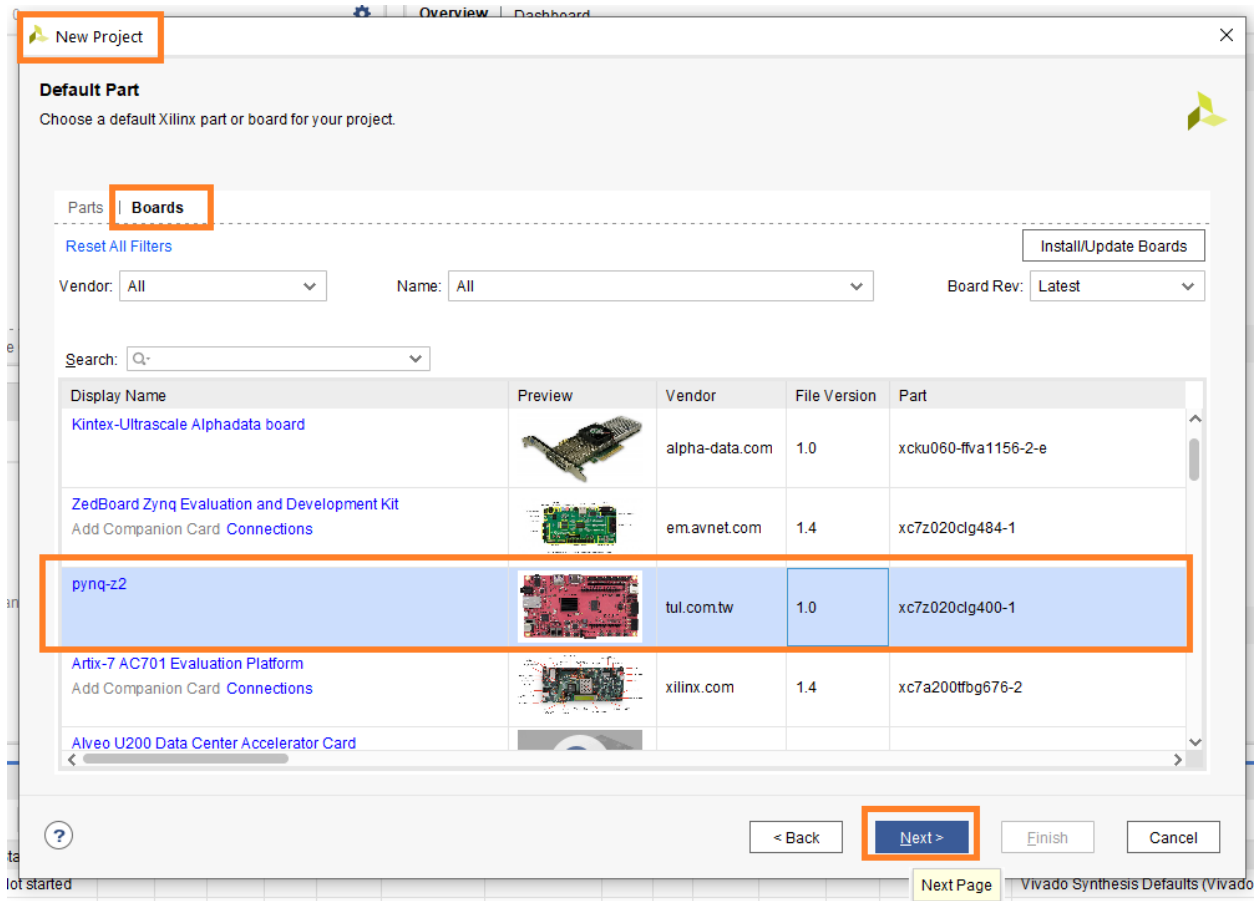 Overview | Dashboard
New Project
Default Part
Choose a default Xilinx part or board for your project.
Parts | Boards
Reset All Filters
Install/Update Boards
Vendor: All Name: All Board Rev: Latest
Search: Q-
Display Name Preview Vendor File Version Part
Kintex-Ultrascale Alphadata board
alpha-data.com 1.0 xcku060-ffva1156-2-e
ZedBoard Zynq Evaluation and Development Kit
Add Companion Card Connections
em.avnet.com 1.4 xc7z020clg484-1
pynq-z2
tul.com.tw 1.0 xc7z020clg400-1
Artix-7 AC701 Evaluation Platform
Add Companion Card Connections
xilinx.com 1.4 xc7a200tfbg676-2
Alveo U200 Data Center Accelerator Card
? < Back Next > Finish Cancel
Next Page
lot started
Vivado Synthesis Defaults (Vivado